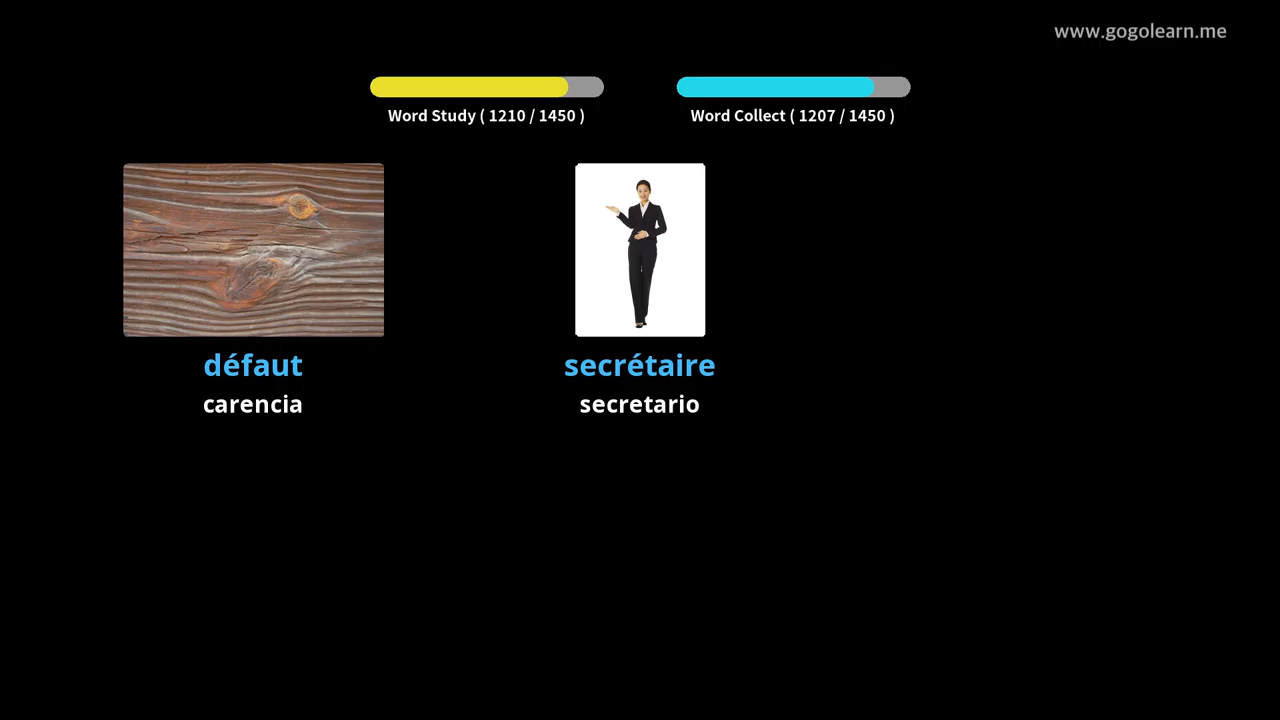 www.gogolearn.me
Word Study ( 1210 / 1450 )
Word Collect ( 1207 / 1450 )
défaut
carencia
secrétaire
secretario